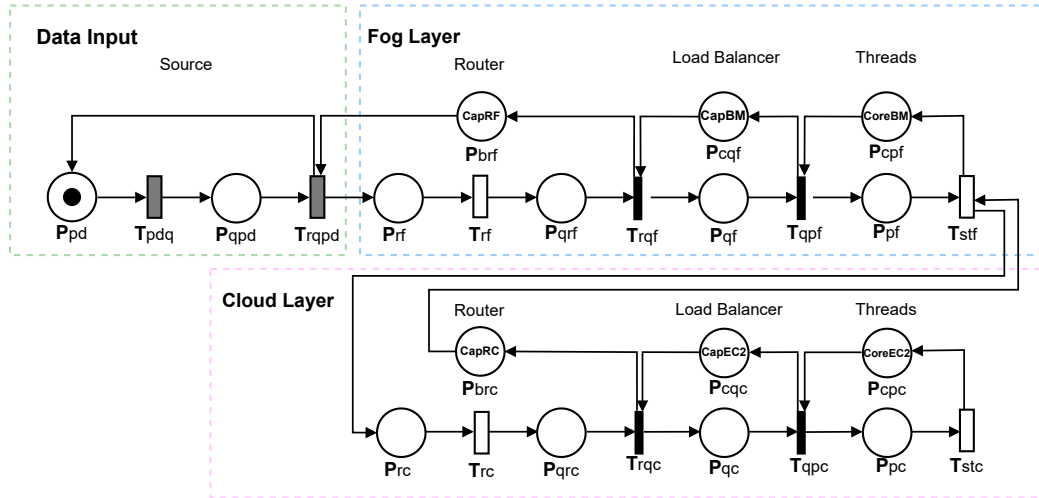 Data Input
Source
Fog Layer
Router
Load Balancer
Threads
CapRF
CapBM
CoreBM
Pbrf
Pcqf
Pcpf
Ppd
Tpdq
Pqpd
Trqpd
Prf
Trf
Pqrf
Trqf
Pqf
Tqpf
Ppf
Tstf
Cloud Layer
Router
Load Balancer
Threads
CapRC
CapEC2
CoreEC2
Pbrc
Pcqc
Pcpc
Prc
Trc
Pqrc
Trqc
Pqc
Tqpc
Ppc
Tstc